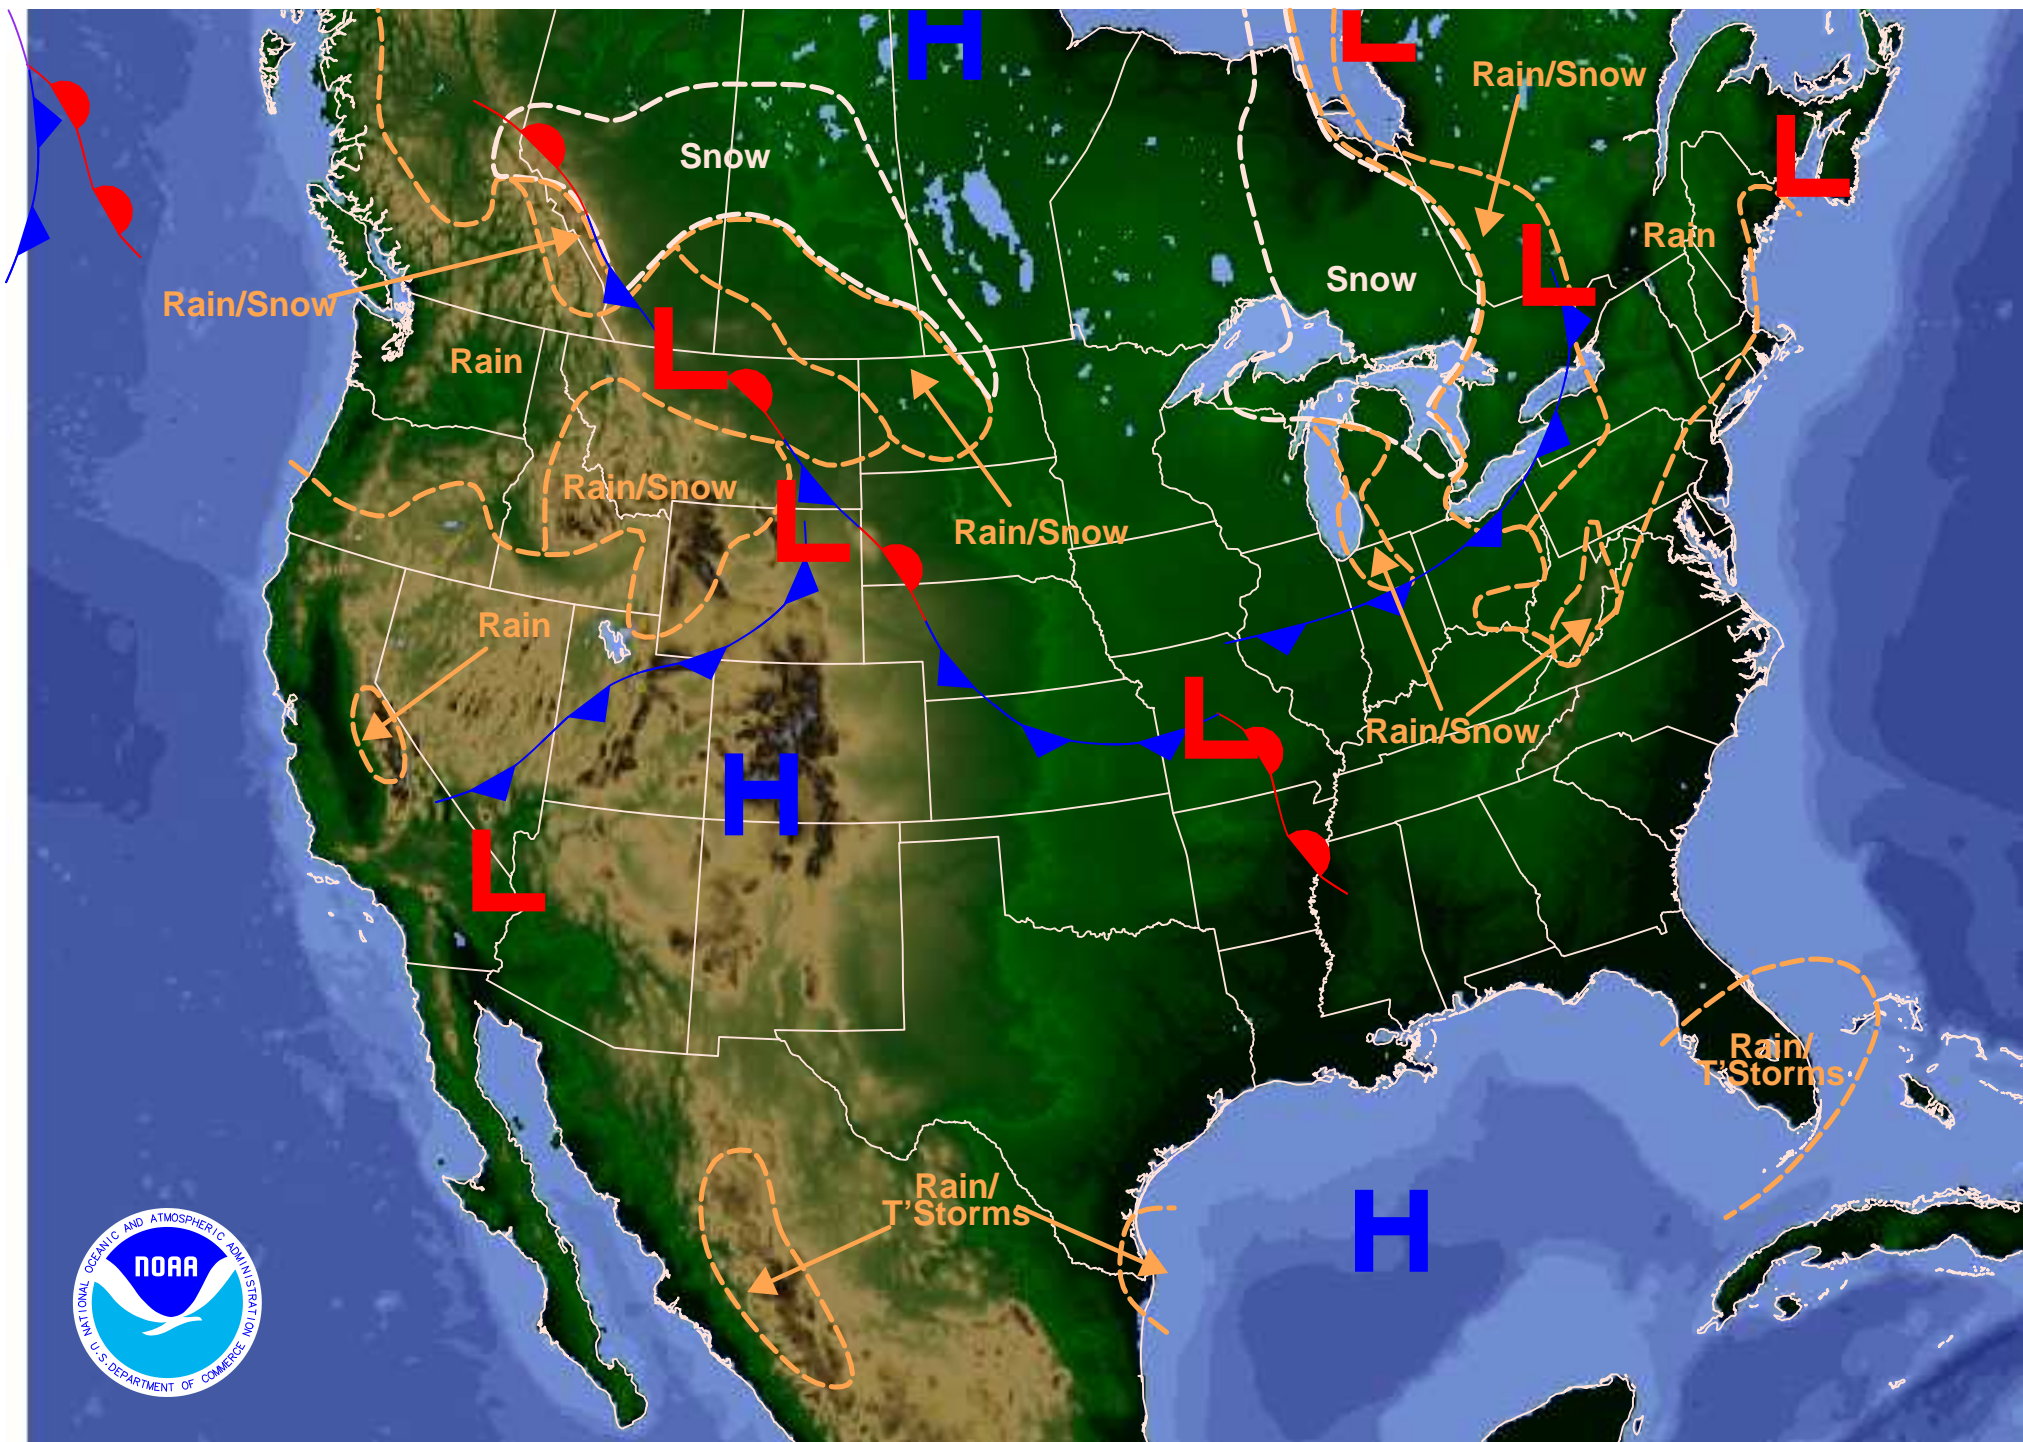 H
L
Rain/Snow
L
Snow
Rain
L
Snow
Rain/Snow
L
Rain
Rain/Snow
L
Rain/Snow
Rain
L
Rain/Snow
H
L
Rain/
T'Storms
Rain/
T'Storms
H
NATIONAL OCEANIC AND ATMOSPHERIC ADMINISTRATION
NOAA
U.S. DEPARTMENT OF COMMERCE